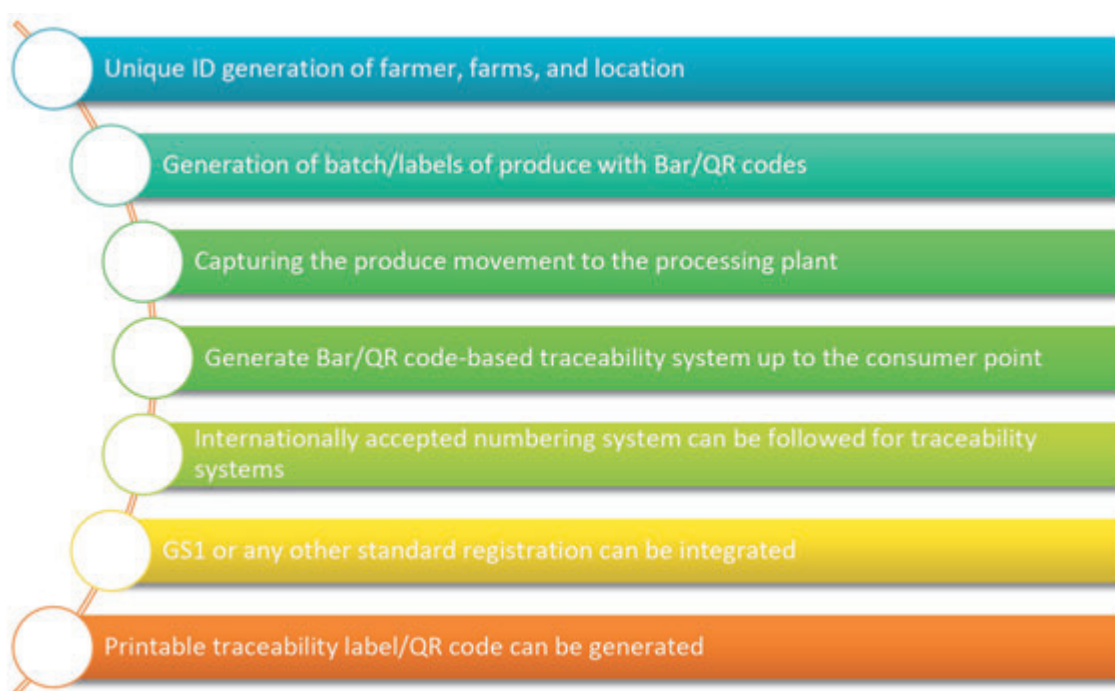 Unique ID generation of farmer, farms, and location
Generation of batch/labels of produce with Bar/QR codes
Capturing the produce movement to the processing plant
Generate Bar/QR code-based traceability system up to the consumer point
Internationally accepted numbering system can be followed for traceability
systems
GS1 or any other standard registration can be integrated
Printable traceability label/QR code can be generated